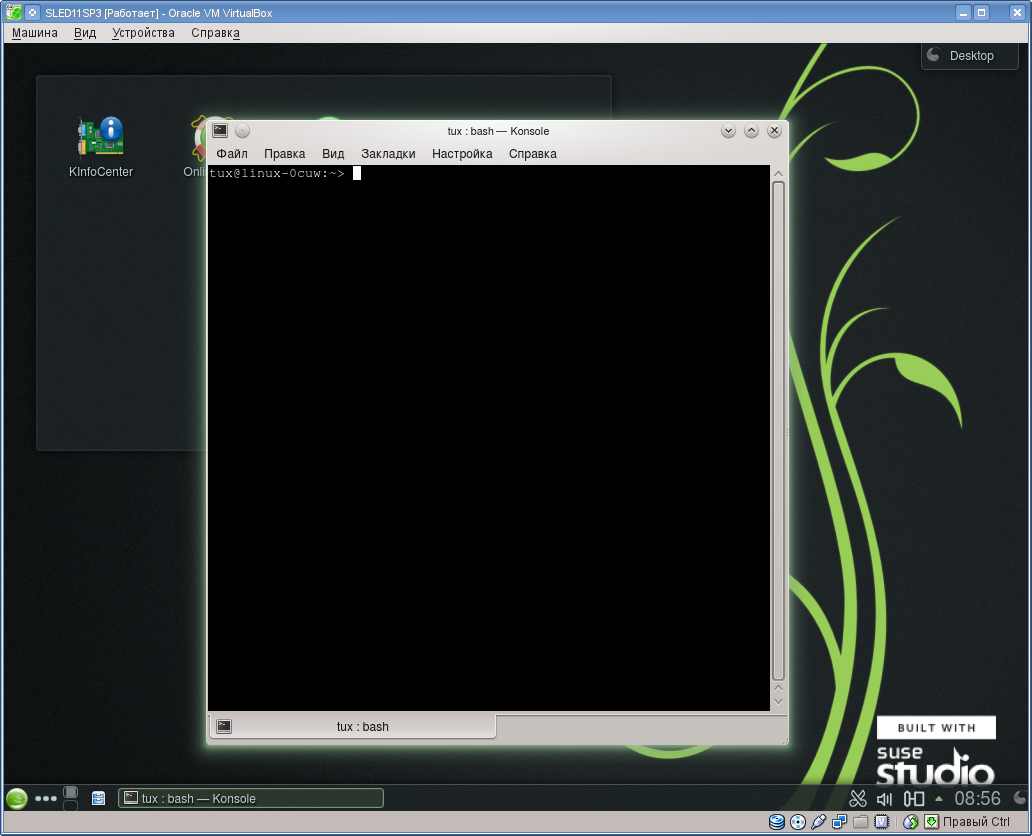 SLED11SP3 [Работает] - Oracle VM VirtualBox
Машина Вид Устройства Справка
Desktop
tux : bash — Konsole
Файл Правка Вид Закладки Настройка Справка
tux@linux-0cuw:~>
KInfoCenter
tux : bash
BUILT WITH
suse
studio
tux : bash — Konsole
08:56
Правый Ctrl